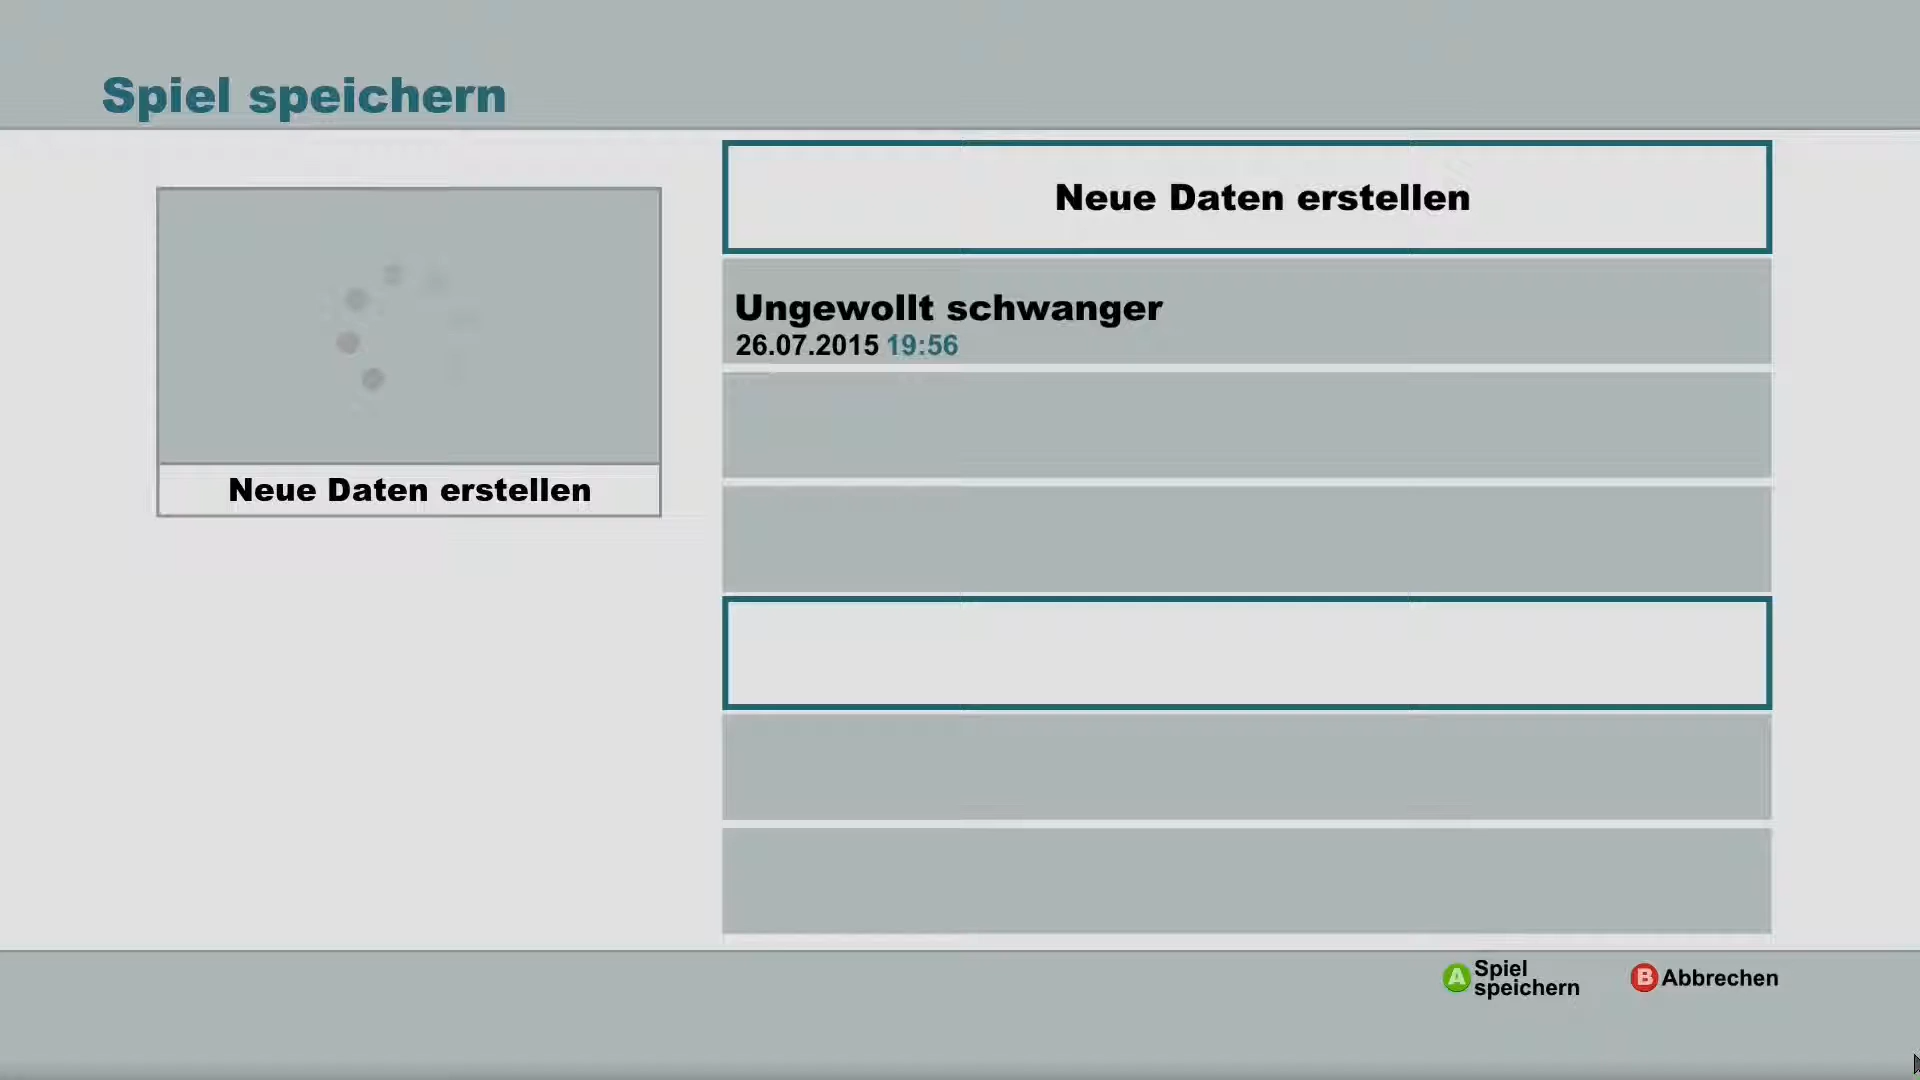 Spiel speichern
Neue Daten erstellen
Ungewollt schwanger
26.07.2015 19:56
Neue Daten erstellen
A Spiel
speichern
B Abbrechen